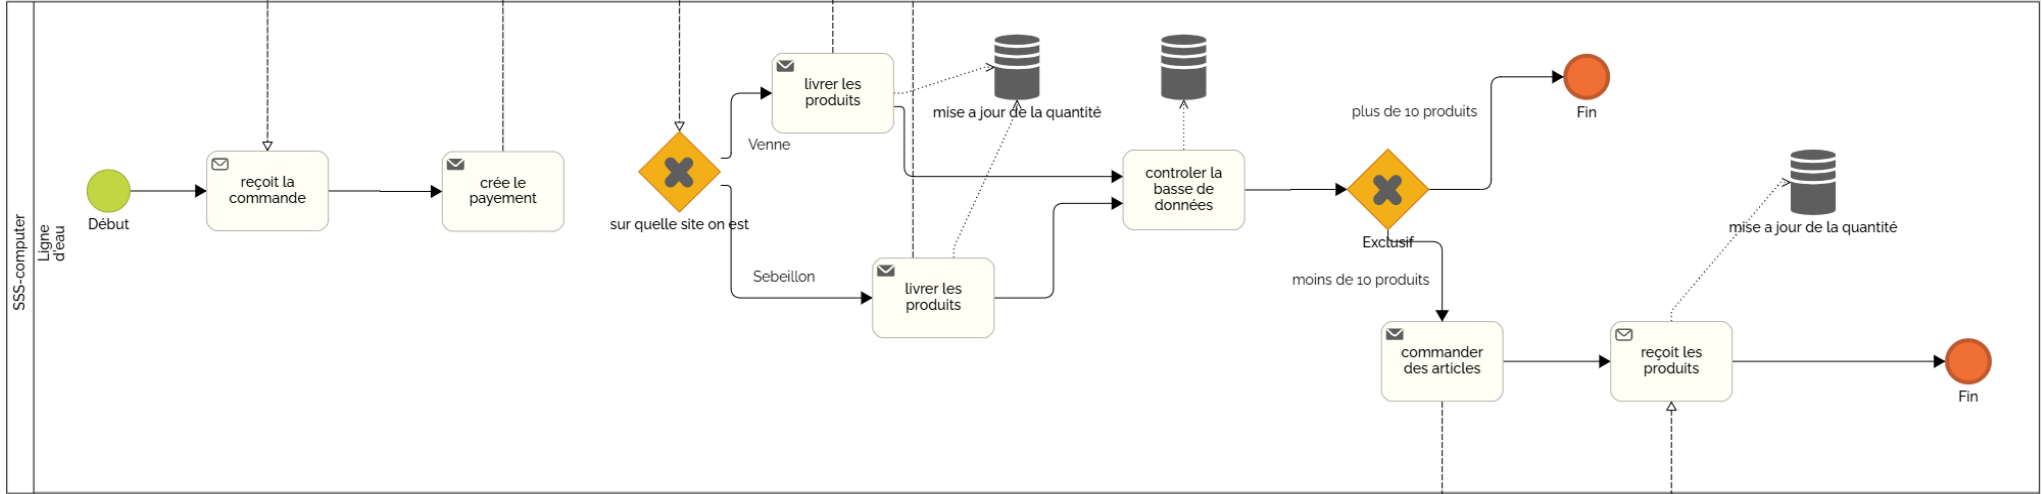 SSS-computer
Ligne
d'eau
Début
reçoit la
commande
crée le
payement
sur quelle site on est
Venne
Sebeillon
livrer les
produits
livrer les
produits
mise a jour de la quantité
controler la
basse de
données
Exclusif
plus de 10 produits
Fin
moins de 10 produits
commander
des articles
reçoit les
produits
mise a jour de la quantité
Fin